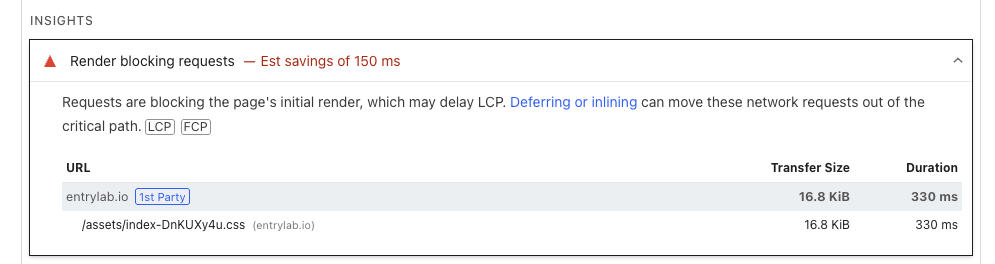 INSIGHTS
Render blocking requests — Est savings of 150 ms
Requests are blocking the page's initial render, which may delay LCP. Deferring or inlining can move these network requests out of the
critical path. LCP FCP
URL Transfer Size Duration
entrylab.io 1st Party 16.8 KiB 330 ms
/assets/index-DnKUXy4u.css (entrylab.io) 16.8 KiB 330 ms